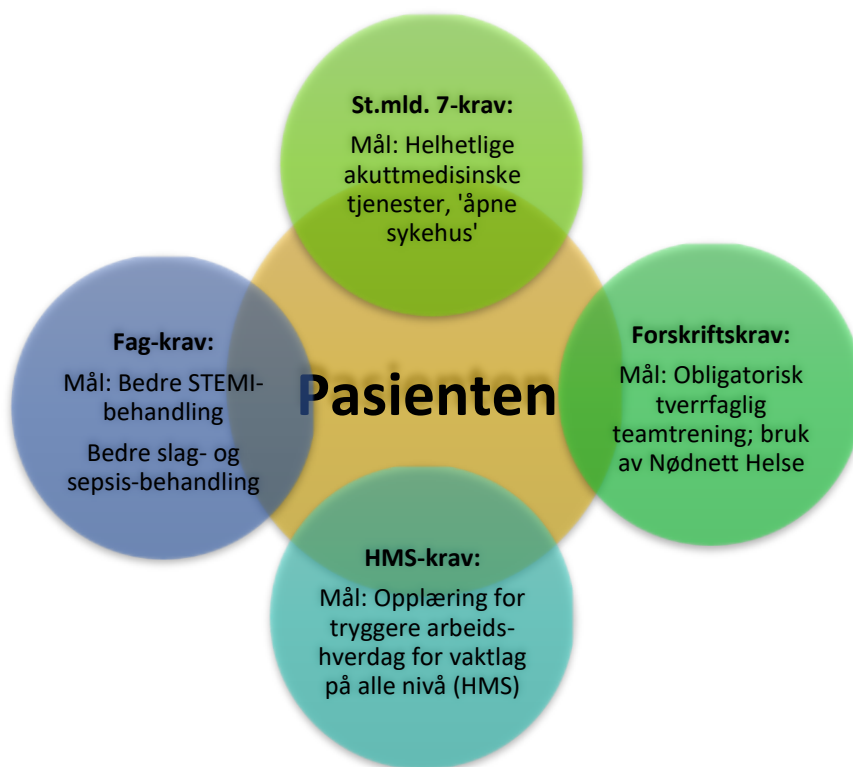 St.mld. 7-krav:
Mål: Helhetlige
akuttmedisinske
tjenester, 'åpne
sykehus'
Fag-krav:
Mål: Bedre STEMI-
behandling
Bedre slag- og
sepsis-behandling
Pasienten
Forskriftskrav:
Mål: Obligatorisk
tverrfaglig
teamtrening; bruk
av Nødnett Helse
HMS-krav:
Mål: Opplæring for
tryggere arbeids-
hverdag for vaktlag
på alle nivå (HMS)